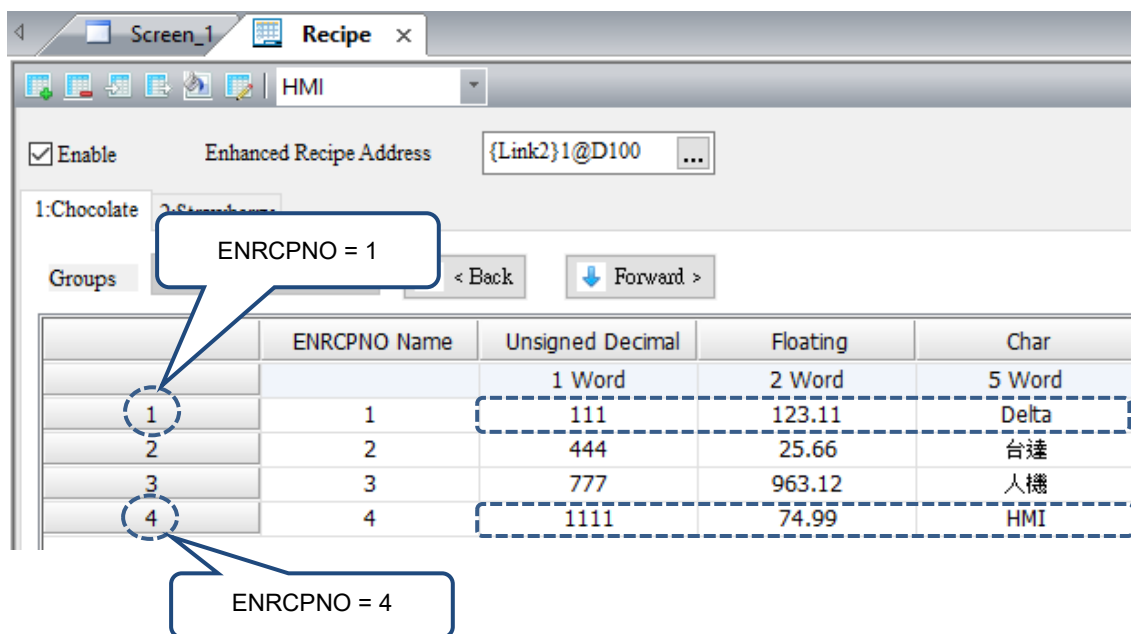 Screen_1 Recipe ×
HMI
Enable Enhanced Recipe Address {Link2}1@D100 ...
1:Chocolate
ENRCPNO = 1
Groups < Back Forward >
ENRCPNO Name Unsigned Decimal Floating Char
1 Word 2 Word 5 Word
1 1 111 123.11 Delta
2 2 444 25.66 台達
3 3 777 963.12 人機
4 4 1111 74.99 HMI
ENRCPNO = 4